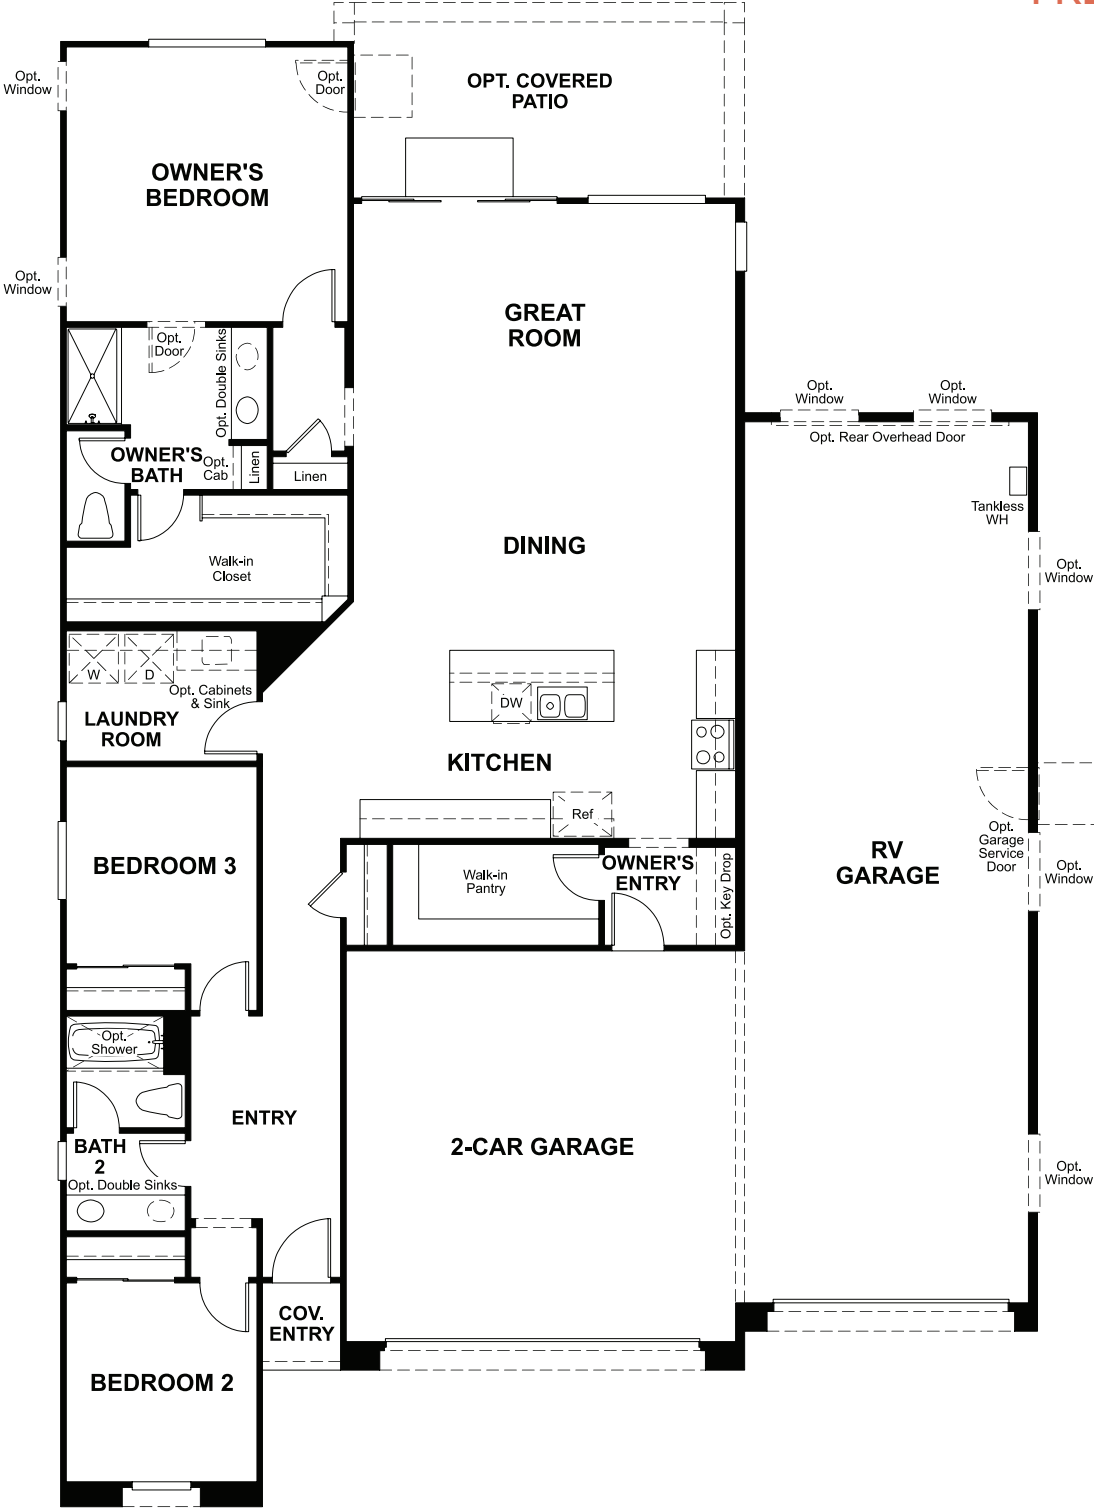 Opt.
Window
Opt.
Door
OPT. COVERED
PATIO
OWNER'S
BEDROOM
Opt.
Window
GREAT
ROOM
Opt.
Door
Opt. Double Sinks
Opt.
Window
Opt.
Window
Opt. Rear Overhead Door
OWNER'S
BATH
Opt.
Cab
Linen
Linen
Tankless
WH
DINING
Walk-in
Closet
Opt.
Window
W
D
Opt. Cabinets
& Sink
LAUNDRY
ROOM
DW
KITCHEN
Ref
BEDROOM 3
Walk-in
Pantry
OWNER'S
ENTRY
Opt. Key Drop
RV
GARAGE
Opt.
Garage
Service
Door
Opt.
Window
Opt.
Shower
ENTRY
2-CAR GARAGE
BATH
2
Opt. Double Sinks
Opt.
Window
COV.
ENTRY
BEDROOM 2